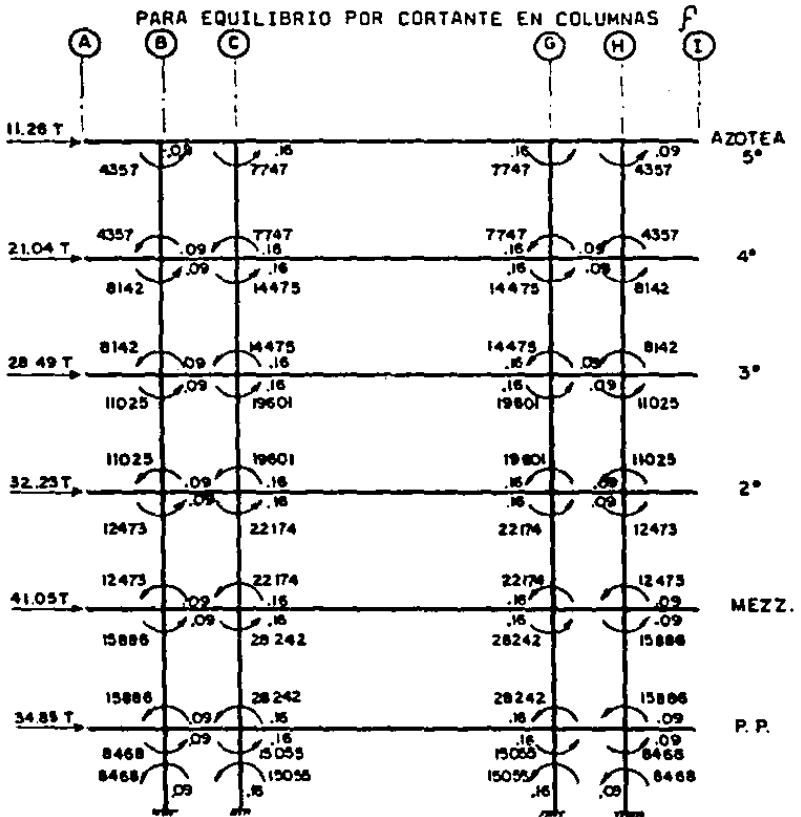 PARA EQUILIBRIO POR CORTANTE EN COLUMNAS f
A B C G H I
11.26 T .09 .16 .16 .09 AZOTEA
4357 7747 7747 4357 5°
4357 7747 7747 4357
21.04 T .09 .16 .16 .09 4°
.09 .16 .16 .09
8142 14475 14475 8142
8142 14475 14475 8142
28.49 T .09 .16 .16 .09 3°
.09 .16 .16 .09
11025 19601 19601 11025
11025 19601 19601 11025
32.23 T .09 .16 .16 .09 2°
.09 .16 .16 .09
12473 22174 22174 12473
12473 22174 22174 12473
41.05 T .09 .16 .16 .09 MEZZ.
.09 .16 .16 .09
15886 28242 28242 15886
15886 28242 28242 15886
34.85 T .09 .16 .16 .09 P. P.
.09 .16 .16 .09
8468 15055 15055 8468
8468 15055 15055 8468
.09 .16 .16 .09